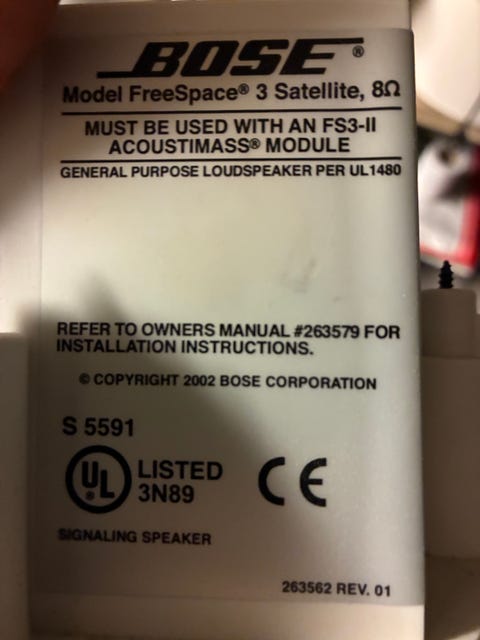 BOSE®
Model FreeSpace® 3 Satellite, 8Ω
MUST BE USED WITH AN FS3-II
ACOUSTIMASS® MODULE
GENERAL PURPOSE LOUDSPEAKER PER UL1480
REFER TO OWNERS MANUAL #263579 FOR
INSTALLATION INSTRUCTIONS.
© COPYRIGHT 2002 BOSE CORPORATION
S 5591
UL® LISTED
3N89
CE
SIGNALING SPEAKER
263562 REV. 01